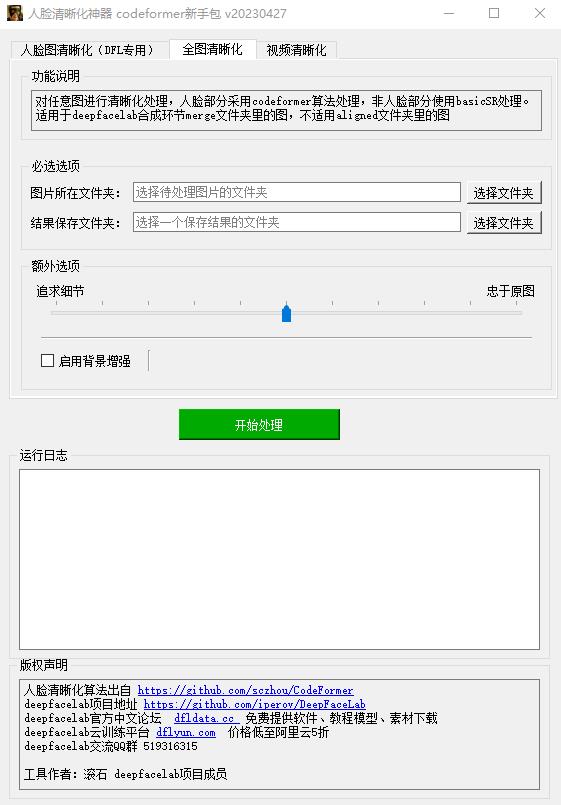 人脸清晰化神器 codeformer新手包 v20230427
人脸图清晰化（DFL专用） 全图清晰化 视频清晰化
功能说明
对任意图进行清晰化处理，人脸部分采用codeformer算法处理，非人脸部分使用basicSR处理。
适用于deepfacelab合成环节merge文件夹里的图，不适用aligned文件夹里的图
必选选项
图片所在文件夹： 选择待处理图片的文件夹 选择文件夹
结果保存文件夹： 选择一个保存结果的文件夹 选择文件夹
额外选项
追求细节 忠于原图
启用背景增强
开始处理
运行日志
版权声明
人脸清晰化算法出自 https://github.com/sczhou/CodeFormer
deepfacelab项目地址 https://github.com/iperov/DeepFaceLab
deepfacelab官方中文论坛 dfldata.cc 免费提供软件、教程模型、素材下载
deepfacelab云训练平台 dflyun.com 价格低至阿里云5折
deepfacelab交流QQ群 519316315
工具作者：滚石 deepfacelab项目成员